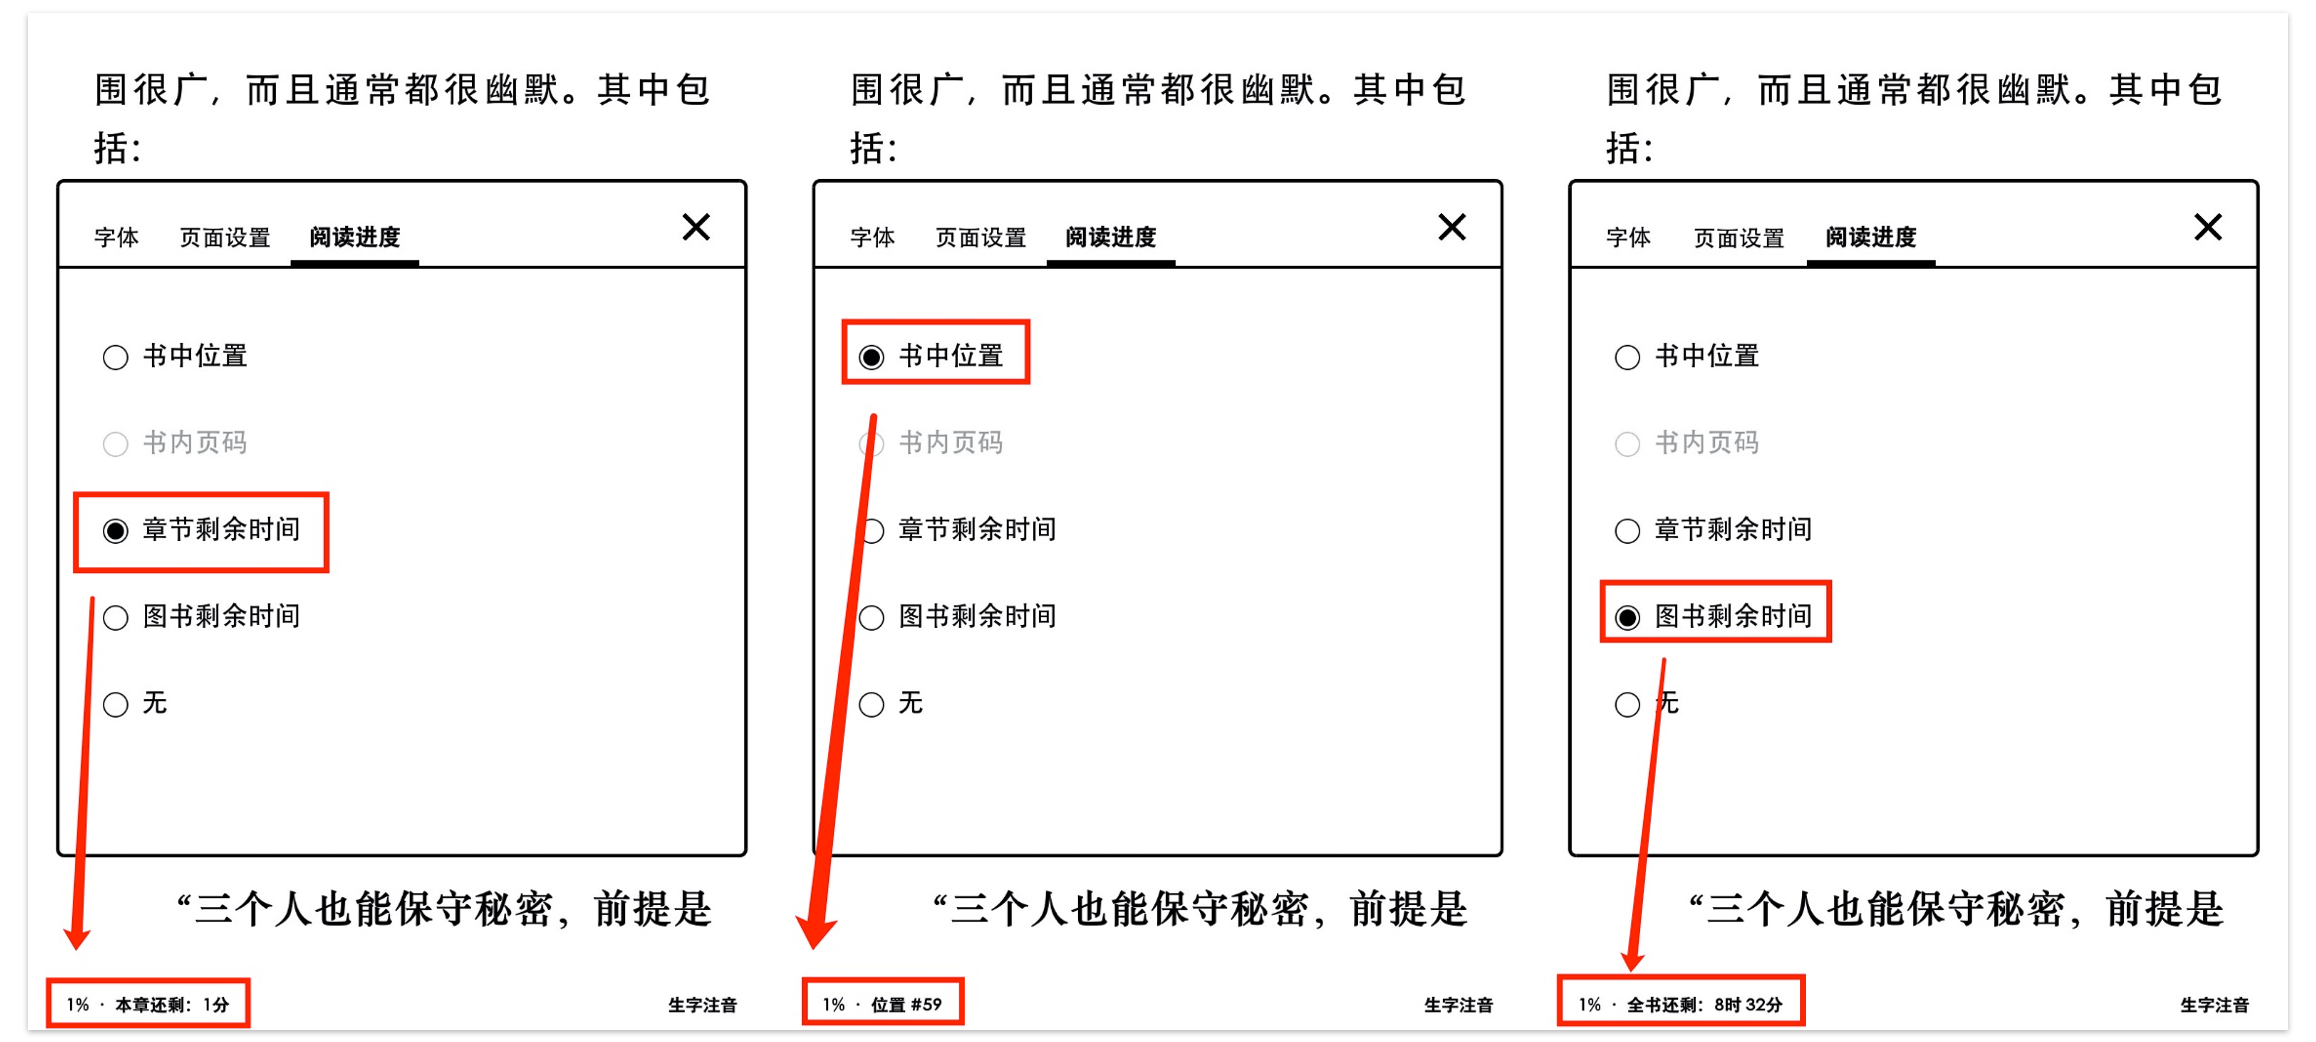 围很广，而且通常都很幽默。其中包
括：
字体 页面设置 阅读进度
书中位置
书内页码
章节剩余时间
图书剩余时间
无
“三个人也能保守秘密，前提是
1% · 本章还剩：1分 生字注音
围很广，而且通常都很幽默。其中包
括：
字体 页面设置 阅读进度
书中位置
书内页码
章节剩余时间
图书剩余时间
无
“三个人也能保守秘密，前提是
1% · 位置 #59 生字注音
围很广，而且通常都很幽默。其中包
括：
字体 页面设置 阅读进度
书中位置
书内页码
章节剩余时间
图书剩余时间
无
“三个人也能保守秘密，前提是
1% · 全书还剩：8时 32分 生字注音